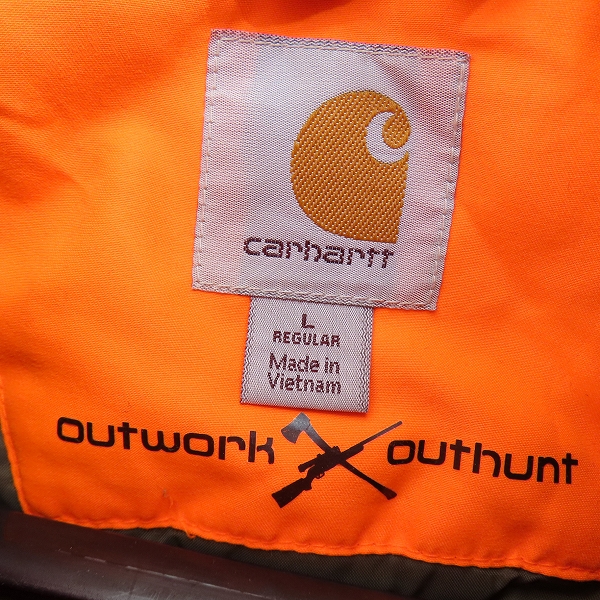 carhartt
L
REGULAR
Made in
Vietnam
outwork outhunt